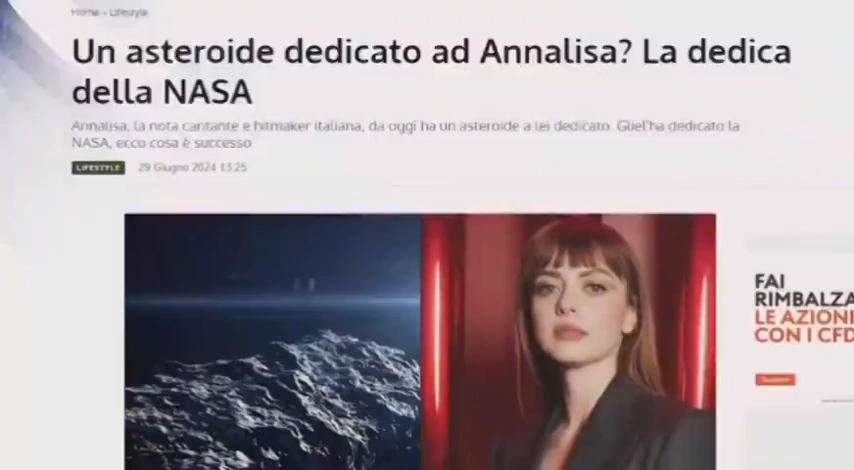 Home » Lifestyle
Un asteroide dedicato ad Annalisa? La dedica
della NASA
Annalisa, la nota cantante e hitmaker italiana, da oggi ha un asteroide a lei dedicato. Gliel'ha dedicato la
NASA, ecco cosa è successo
LIFESTYLE 29 Giugno 2024 13:25
FAI
RIMBALZA
LE AZIONI
CON I CFD